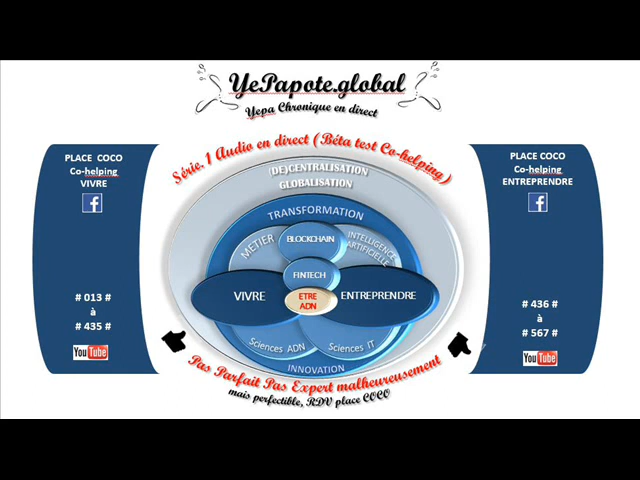 YePapote.global
Yepa Chronique en direct
Série, 1 Audio en direct (Béta test Co-helping)
PLACE COCO
Co-helping
VIVRE
# 013 #
à
# 435 #
YouTube
(DE)CENTRALISATION
GLOBALISATION
TRANSFORMATION
METIER
BLOCKCHAIN
INTELLIGENCE
ARTIFICIELLE
FINTECH
VIVRE
ETRE
ADN
ENTREPRENDRE
Sciences ADN
Sciences IT
INNOVATION
PLACE COCO
Co-helping
ENTREPRENDRE
# 436 #
à
# 567 #
YouTube
Pas Parfait Pas Expert malheureusement
mais perfectible, RDV place COCO